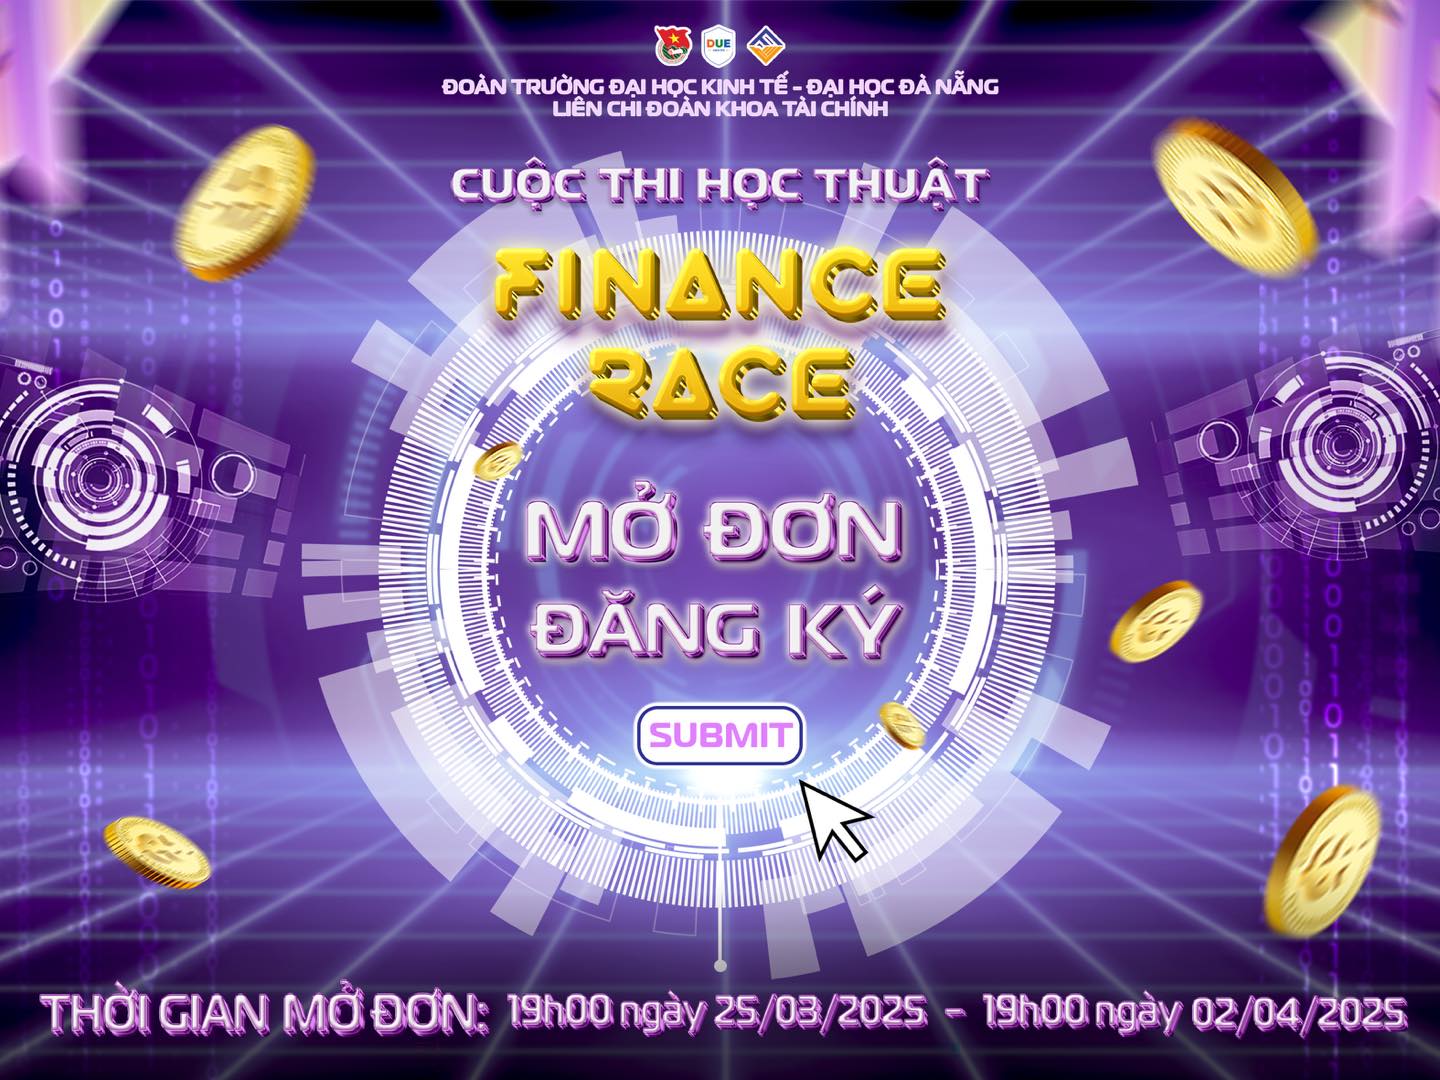 DUE
ĐOÀN TRƯỜNG ĐẠI HỌC KINH TẾ - ĐẠI HỌC ĐÀ NẴNG
LIÊN CHI ĐOÀN KHOA TÀI CHÍNH
CUỘC THI HỌC THUẬT
FINANCE
RACE
MỞ ĐƠN
ĐĂNG KÝ
SUBMIT
THỜI GIAN MỞ ĐƠN: 19h00 ngày 25/03/2025 - 19h00 ngày 02/04/2025